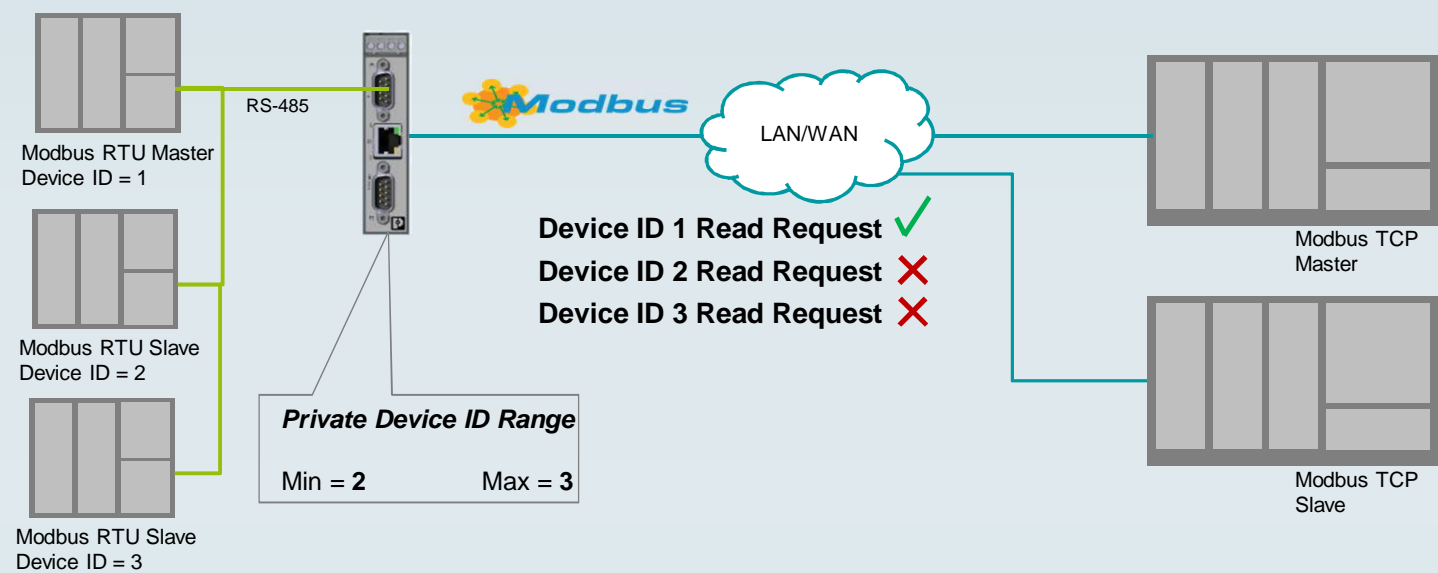 Modbus RTU Master
Device ID = 1
RS-485
Modbus
LAN/WAN
Modbus TCP
Master
Device ID 1 Read Request
Device ID 2 Read Request
Device ID 3 Read Request
Modbus RTU Slave
Device ID = 2
Private Device ID Range
Min = 2 Max = 3
Modbus TCP
Slave
Modbus RTU Slave
Device ID = 3